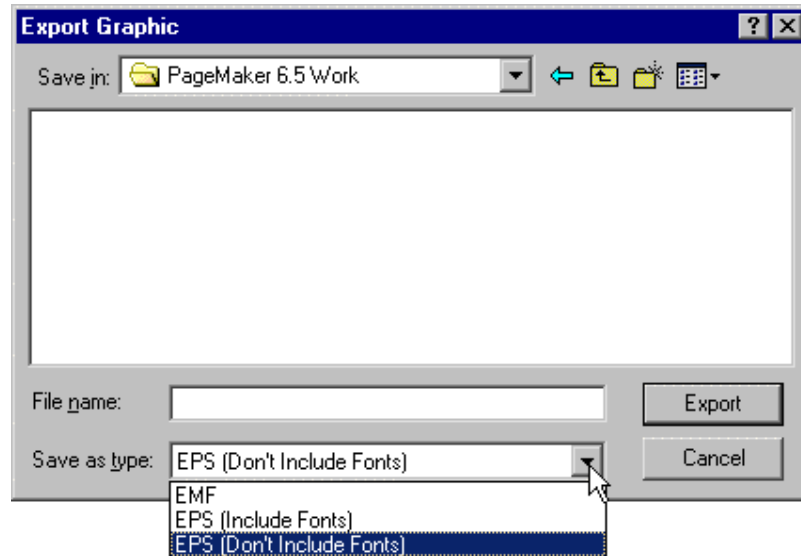 Export Graphic
Save in: PageMaker 6.5 Work
File name:
Export
Save as type: EPS (Don't Include Fonts)
Cancel
EMF
EPS (Include Fonts)
EPS (Don't Include Fonts)